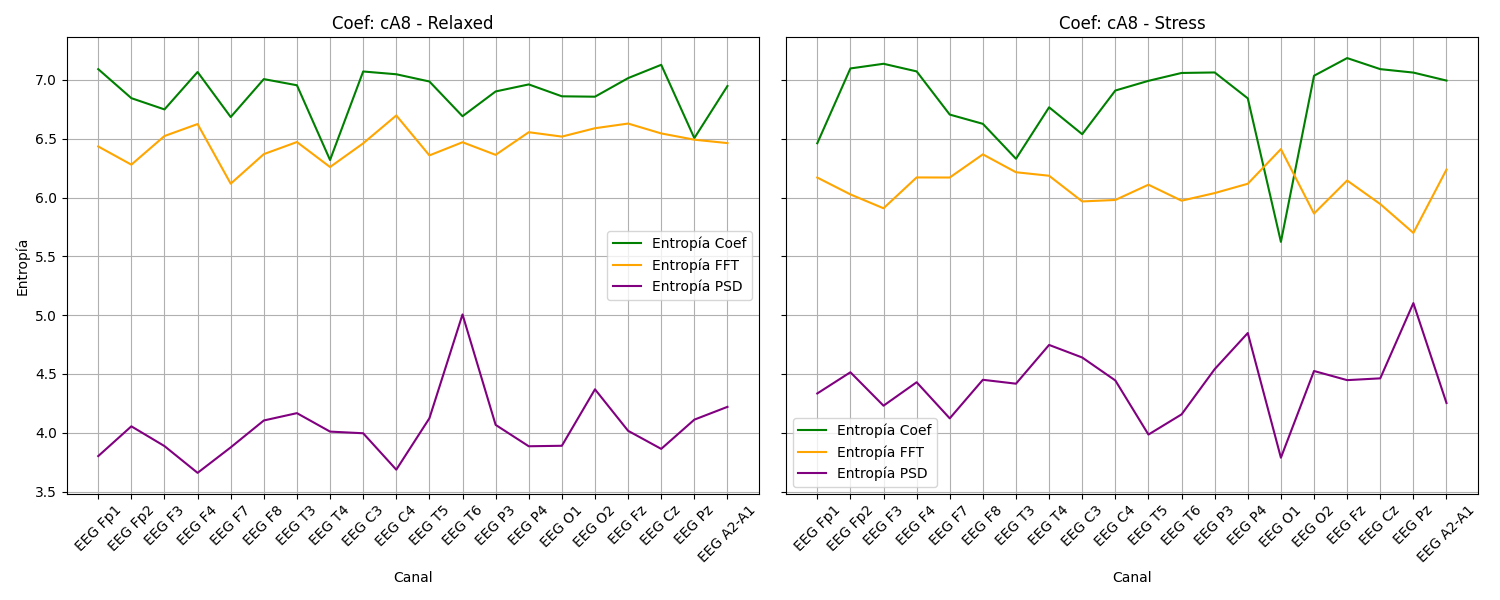 Coef: cA8 - Relaxed
Entropía
7.0
6.5
6.0
5.5
5.0
4.5
4.0
3.5
Entropía Coef
Entropía FFT
Entropía PSD
EEG Fp1
EEG Fp2
EEG F3
EEG F4
EEG F7
EEG F8
EEG T3
EEG T4
EEG C3
EEG C4
EEG T5
EEG T6
EEG P3
EEG P4
EEG O1
EEG O2
EEG Fz
EEG Cz
EEG Pz
EEG A2-A1
Canal
Coef: cA8 - Stress
Entropía Coef
Entropía FFT
Entropía PSD
EEG Fp1
EEG Fp2
EEG F3
EEG F4
EEG F7
EEG F8
EEG T3
EEG T4
EEG C3
EEG C4
EEG T5
EEG T6
EEG P3
EEG P4
EEG O1
EEG O2
EEG Fz
EEG Cz
EEG Pz
EEG A2-A1
Canal